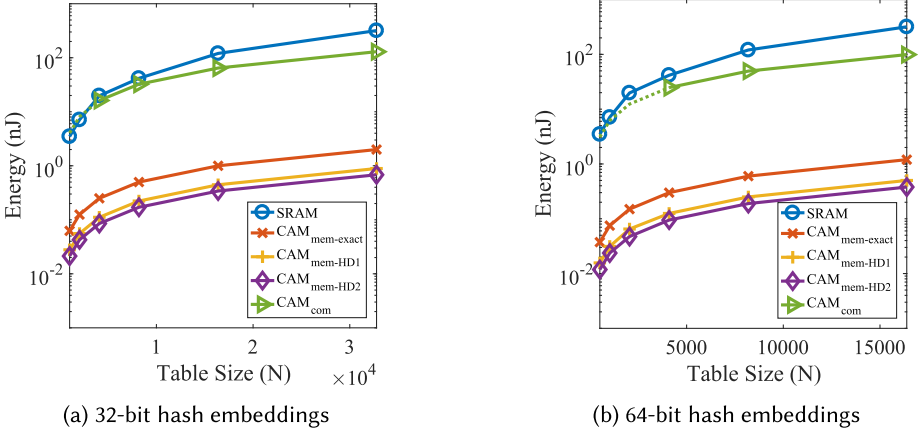 Energy (nJ)
10^2
10^0
10^-2
SRAM
CAM_mem-exact
CAM_mem-HD1
CAM_mem-HD2
CAM_com
1 2 3
Table Size (N) ×10^4
(a) 32-bit hash embeddings
Energy (nJ)
10^2
10^0
10^-2
SRAM
CAM_mem-exact
CAM_mem-HD1
CAM_mem-HD2
CAM_com
5000 10000 15000
Table Size (N)
(b) 64-bit hash embeddings